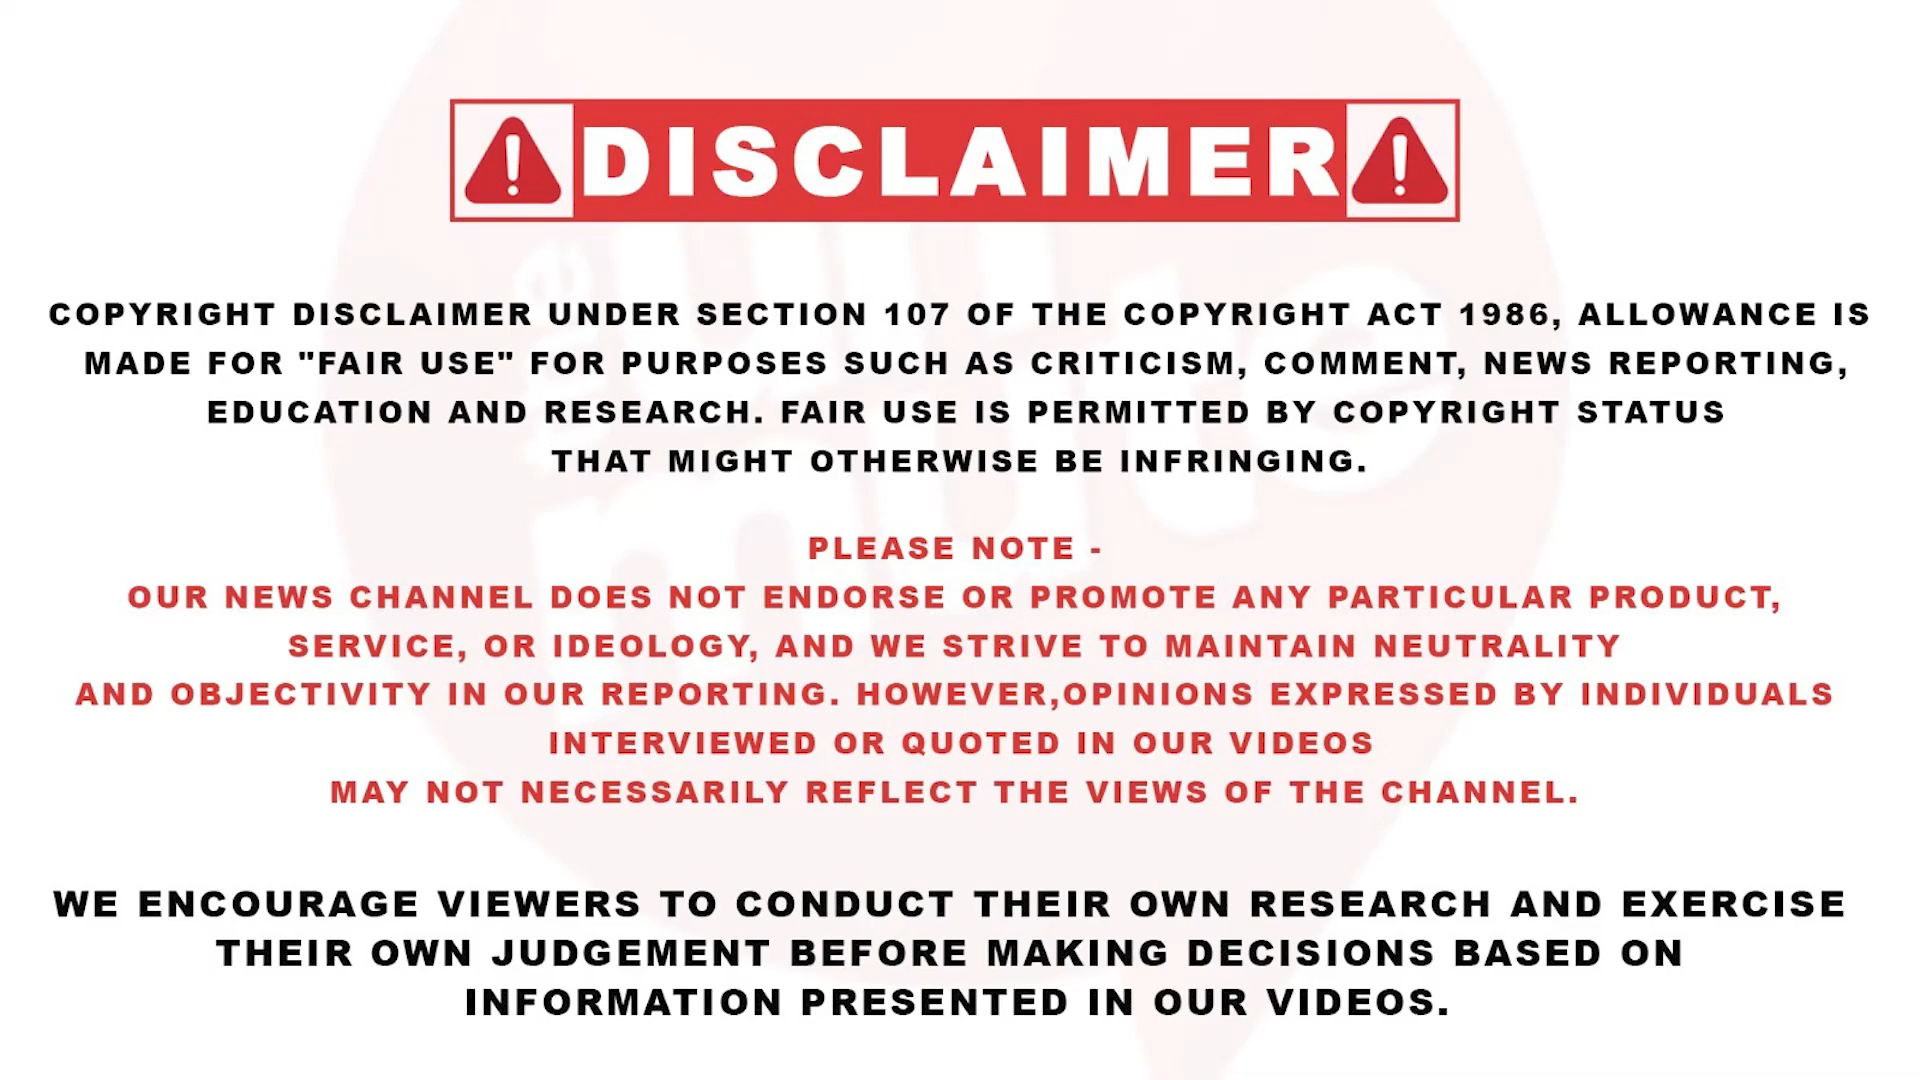 DISCLAIMER
COPYRIGHT DISCLAIMER UNDER SECTION 107 OF THE COPYRIGHT ACT 1986, ALLOWANCE IS
MADE FOR "FAIR USE" FOR PURPOSES SUCH AS CRITICISM, COMMENT, NEWS REPORTING,
EDUCATION AND RESEARCH. FAIR USE IS PERMITTED BY COPYRIGHT STATUS
THAT MIGHT OTHERWISE BE INFRINGING.
PLEASE NOTE -
OUR NEWS CHANNEL DOES NOT ENDORSE OR PROMOTE ANY PARTICULAR PRODUCT,
SERVICE, OR IDEOLOGY, AND WE STRIVE TO MAINTAIN NEUTRALITY
AND OBJECTIVITY IN OUR REPORTING. HOWEVER,OPINIONS EXPRESSED BY INDIVIDUALS
INTERVIEWED OR QUOTED IN OUR VIDEOS
MAY NOT NECESSARILY REFLECT THE VIEWS OF THE CHANNEL.
WE ENCOURAGE VIEWERS TO CONDUCT THEIR OWN RESEARCH AND EXERCISE
THEIR OWN JUDGEMENT BEFORE MAKING DECISIONS BASED ON
INFORMATION PRESENTED IN OUR VIDEOS.